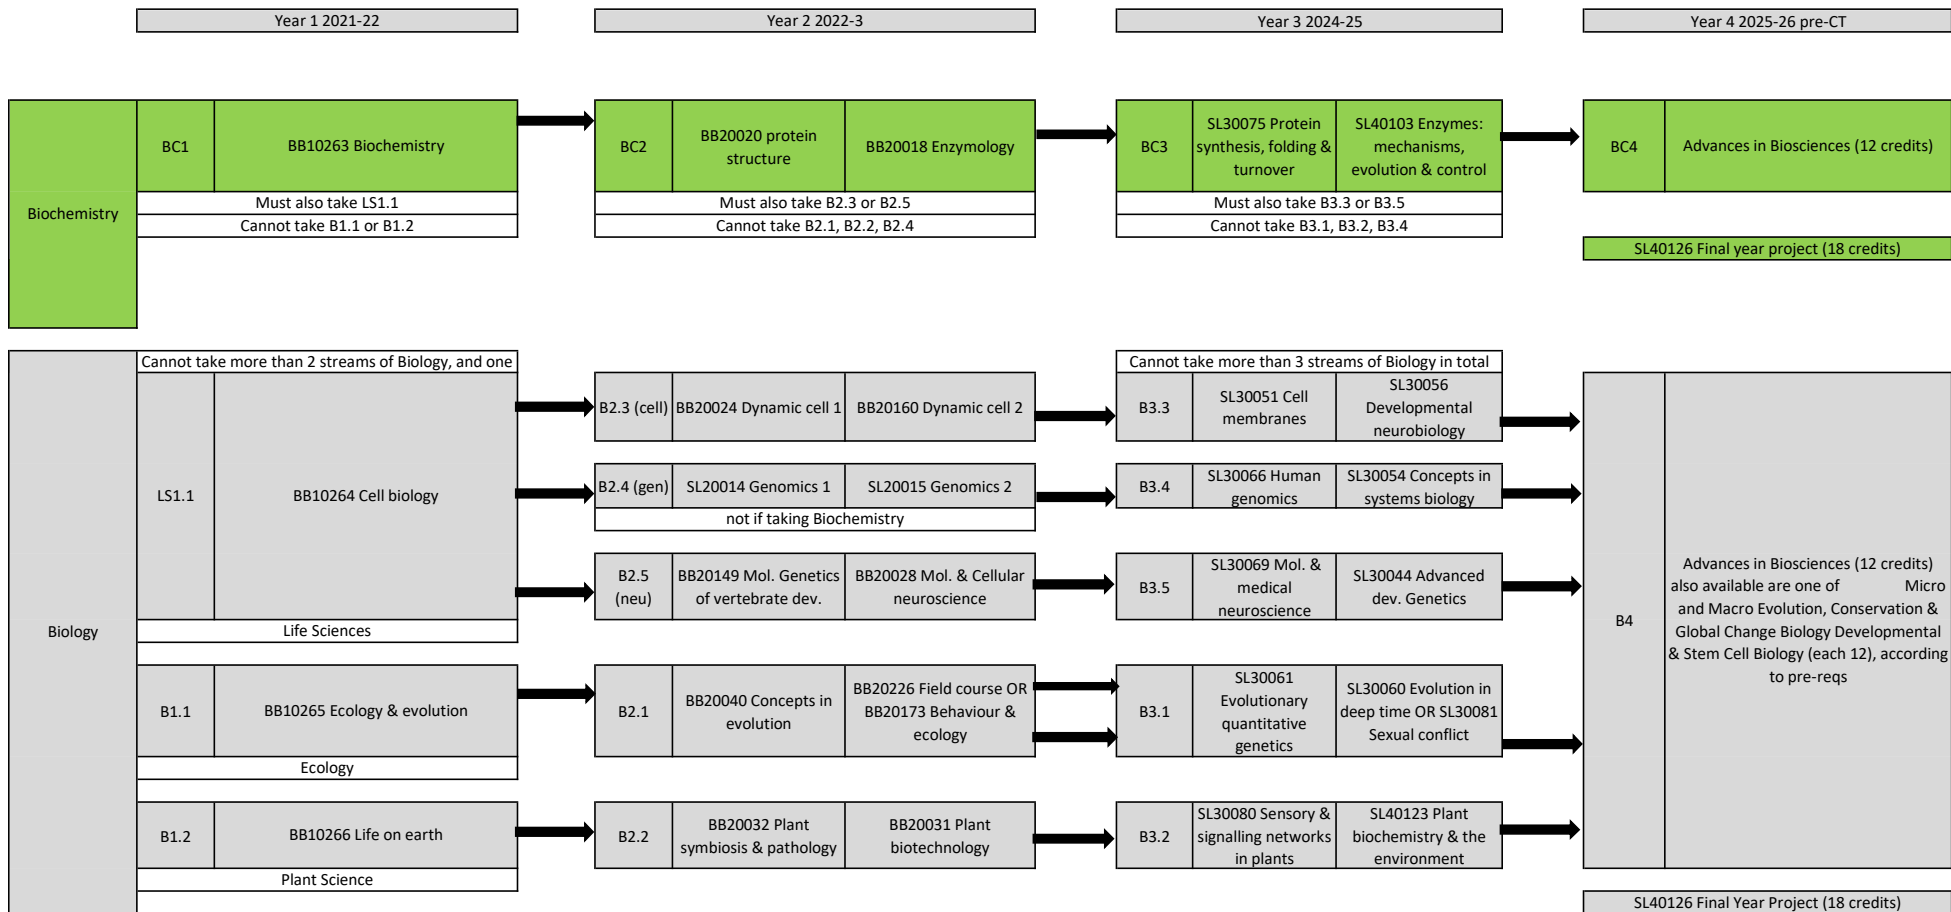 Year 1 2021-22
Year 2 2022-3
Year 3 2024-25
Year 4 2025-26 pre-CT
Biochemistry
BC1
BB10263 Biochemistry
Must also take LS1.1
Cannot take B1.1 or B1.2
BC2
BB20020 protein
structure
BB20018 Enzymology
Must also take B2.3 or B2.5
Cannot take B2.1, B2.2, B2.4
BC3
SL30075 Protein
synthesis, folding &
turnover
SL40103 Enzymes:
mechanisms,
evolution & control
Must also take B3.3 or B3.5
Cannot take B3.1, B3.2, B3.4
BC4
Advances in Biosciences (12 credits)
SL40126 Final year project (18 credits)
Biology
Cannot take more than 2 streams of Biology, and one
Cannot take more than 3 streams of Biology in total
LS1.1
BB10264 Cell biology
Life Sciences
B2.3 (cell)
BB20024 Dynamic cell 1
BB20160 Dynamic cell 2
B3.3
SL30051 Cell
membranes
SL30056
Developmental
neurobiology
B2.4 (gen)
SL20014 Genomics 1
SL20015 Genomics 2
not if taking Biochemistry
B3.4
SL30066 Human
genomics
SL30054 Concepts in
systems biology
B2.5
(neu)
BB20149 Mol. Genetics
of vertebrate dev.
BB20028 Mol. & Cellular
neuroscience
B3.5
SL30069 Mol. &
medical
neuroscience
SL30044 Advanced
dev. Genetics
B1.1
BB10265 Ecology & evolution
Ecology
B2.1
BB20040 Concepts in
evolution
BB20226 Field course OR
BB20173 Behaviour &
ecology
B3.1
SL30061
Evolutionary
quantitative
genetics
SL30060 Evolution in
deep time OR SL30081
Sexual conflict
B1.2
BB10266 Life on earth
Plant Science
B2.2
BB20032 Plant
symbiosis & pathology
BB20031 Plant
biotechnology
B3.2
SL30080 Sensory &
signalling networks
in plants
SL40123 Plant
biochemistry & the
environment
B4
Advances in Biosciences (12 credits)
also available are one of Micro
and Macro Evolution, Conservation &
Global Change Biology Developmental
& Stem Cell Biology (each 12), according
to pre-reqs
SL40126 Final Year Project (18 credits)